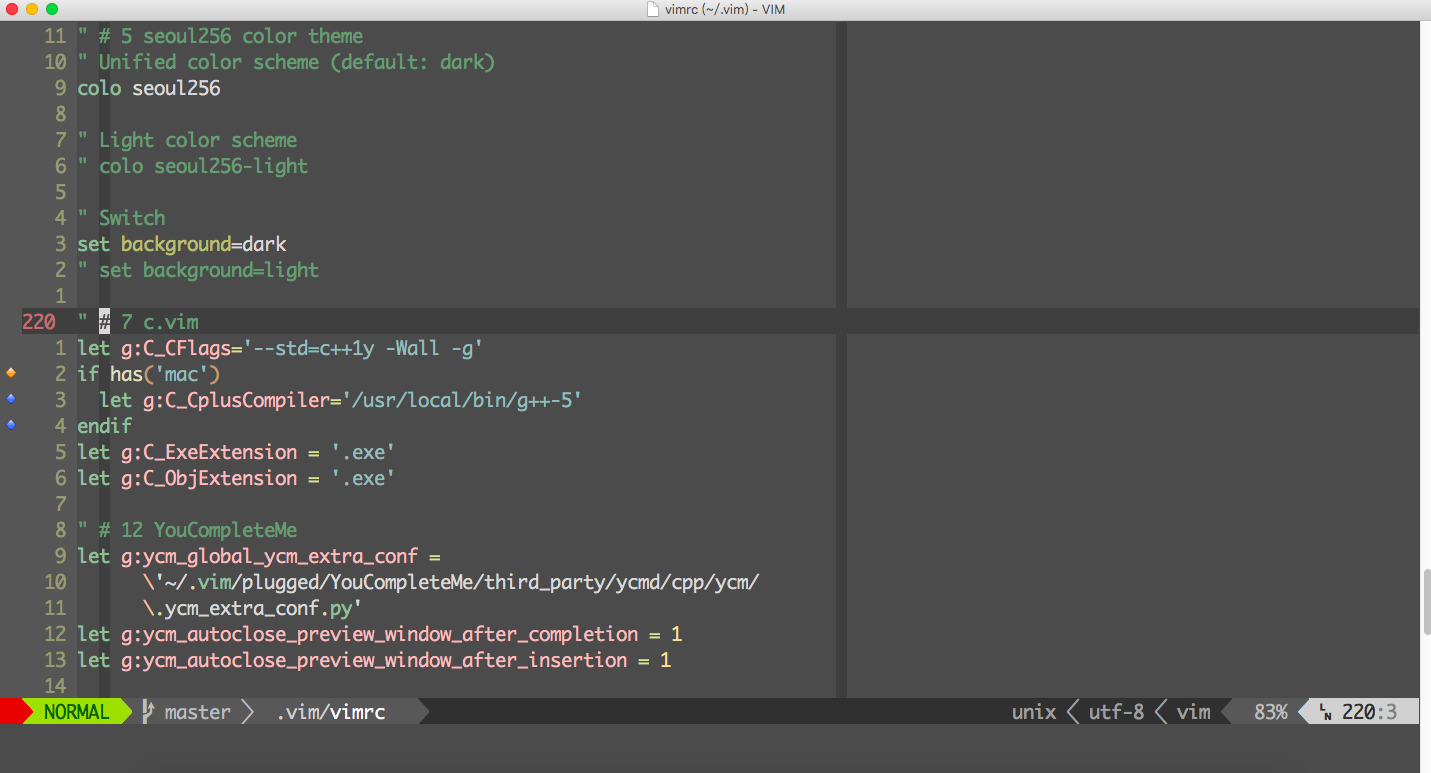 vimrc (~/.vim) - VIM
11 " # 5 seoul256 color theme
10 " Unified color scheme (default: dark)
9 colo seoul256
8
7 " Light color scheme
6 " colo seoul256-light
5
4 " Switch
3 set background=dark
2 " set background=light
1
220 " # 7 c.vim
1 let g:C_CFlags='--std=c++1y -Wall -g'
2 if has('mac')
3   let g:C_CplusCompiler='/usr/local/bin/g++-5'
4 endif
5 let g:C_ExeExtension = '.exe'
6 let g:C_ObjExtension = '.exe'
7
8 " # 12 YouCompleteMe
9 let g:ycm_global_ycm_extra_conf =
10       \'~/.vim/plugged/YouCompleteMe/third_party/ycmd/cpp/ycm/
11       \.ycm_extra_conf.py'
12 let g:ycm_autoclose_preview_window_after_completion = 1
13 let g:ycm_autoclose_preview_window_after_insertion = 1
14
NORMAL master .vim/vimrc unix utf-8 vim 83% LN 220:3